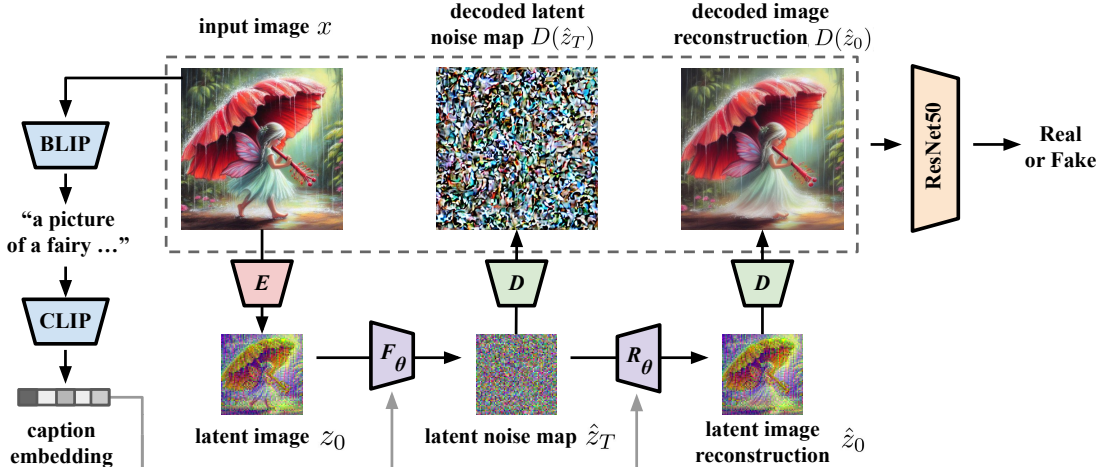 input image x
decoded latent
noise map D(ẑ_T)
decoded image
reconstruction D(ẑ_0)
BLIP
“a picture
of a fairy ...”
CLIP
caption
embedding
E
D
D
F_θ
R_θ
latent image z_0
latent noise map ẑ_T
latent image
reconstruction ẑ_0
ResNet50
Real
or Fake